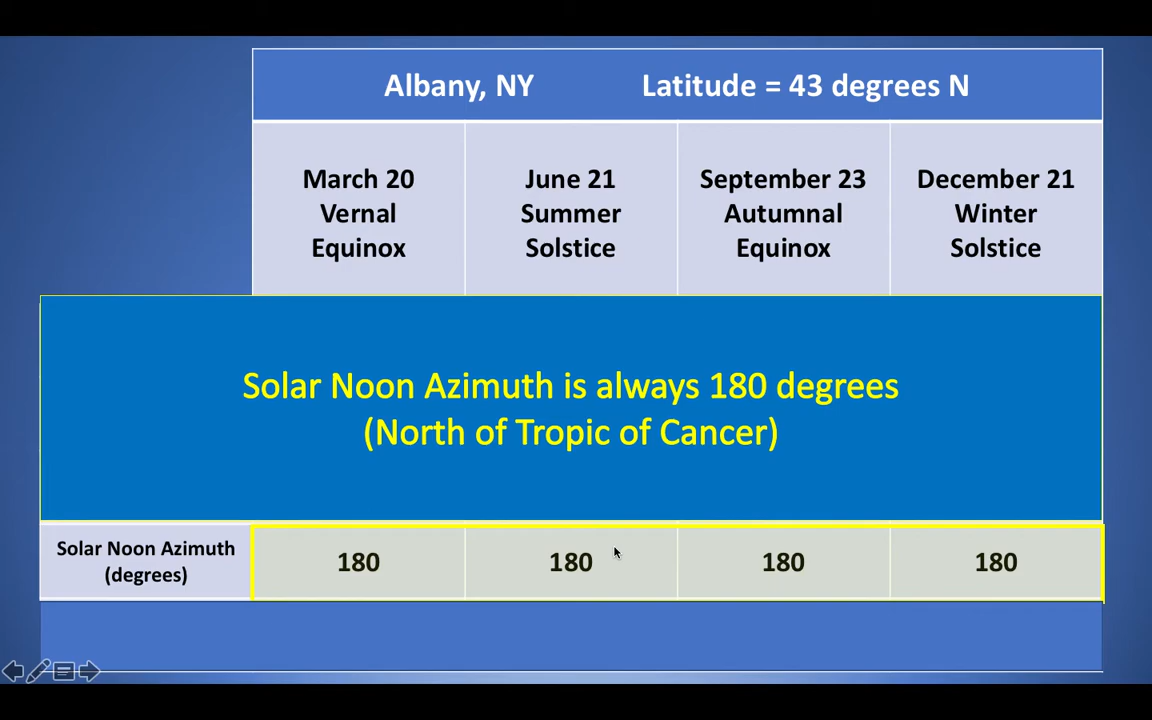 Albany, NY Latitude = 43 degrees N
March 20
Vernal
Equinox
June 21
Summer
Solstice
September 23
Autumnal
Equinox
December 21
Winter
Solstice
Solar Noon Azimuth is always 180 degrees
(North of Tropic of Cancer)
Solar Noon Azimuth
(degrees)
180
180
180
180